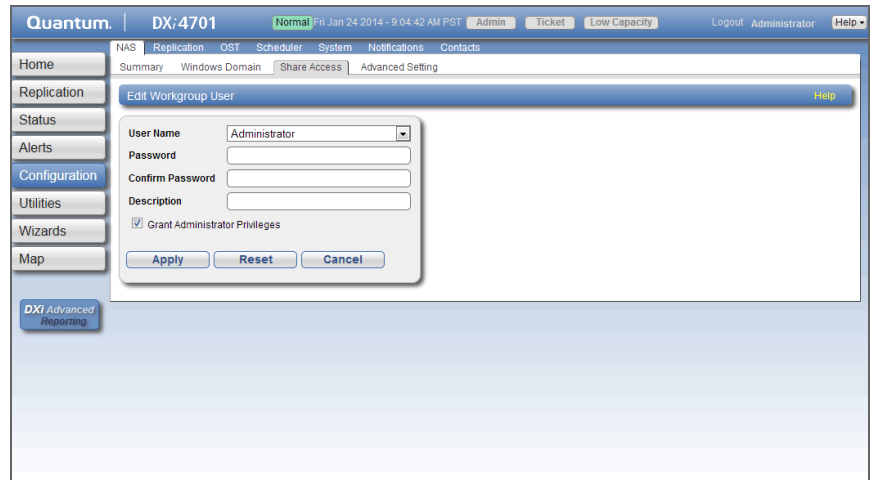 Quantum. DXi4701 Normal Fri Jan 24 2014 - 9:04:42 AM PST Admin Ticket Low Capacity Logout Administrator Help
NAS Replication OST Scheduler System Notifications Contacts
Summary Windows Domain Share Access Advanced Setting
Home
Replication
Status
Alerts
Configuration
Utilities
Wizards
Map
DXi Advanced
Reporting
Edit Workgroup User Help
User Name Administrator
Password
Confirm Password
Description
Grant Administrator Privileges
Apply Reset Cancel